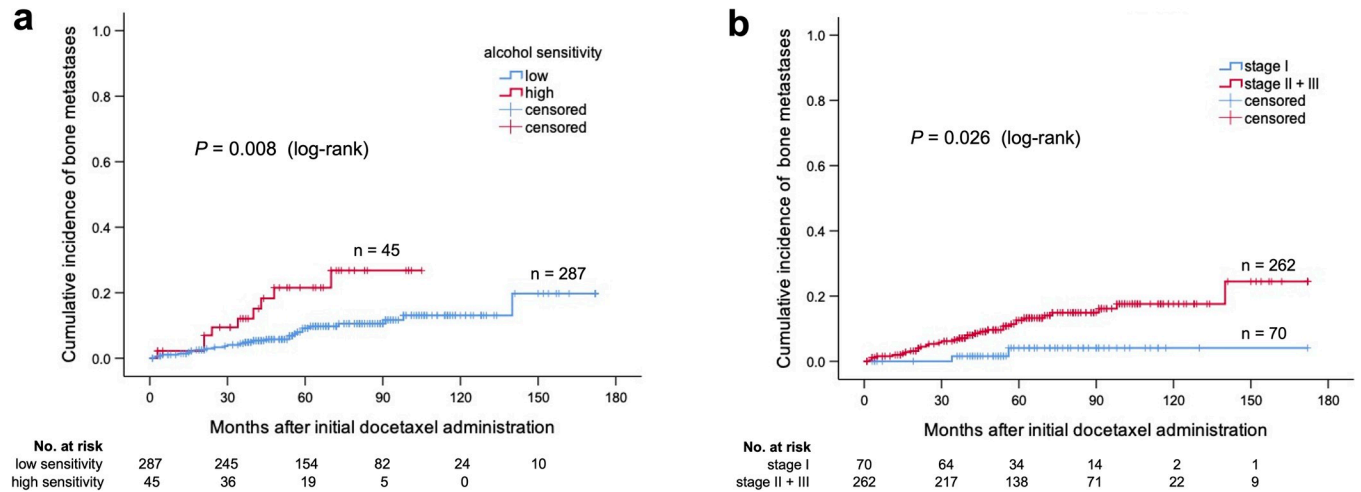 a
Cumulative incidence of bone metastases
1.0
0.8
0.6
0.4
0.2
0.0
alcohol sensitivity
low
high
censored
censored
P = 0.008 (log-rank)
n = 45
n = 287
0 30 60 90 120 150 180
Months after initial docetaxel administration
No. at risk
low sensitivity 287 245 154 82 24 10
high sensitivity 45 36 19 5 0
b
Cumulative incidence of bone metastases
1.0
0.8
0.6
0.4
0.2
0.0
stage I
stage II + III
censored
censored
P = 0.026 (log-rank)
n = 262
n = 70
0 30 60 90 120 150 180
Months after initial docetaxel administration
No. at risk
stage I 70 64 34 14 2 1
stage II + III 262 217 138 71 22 9